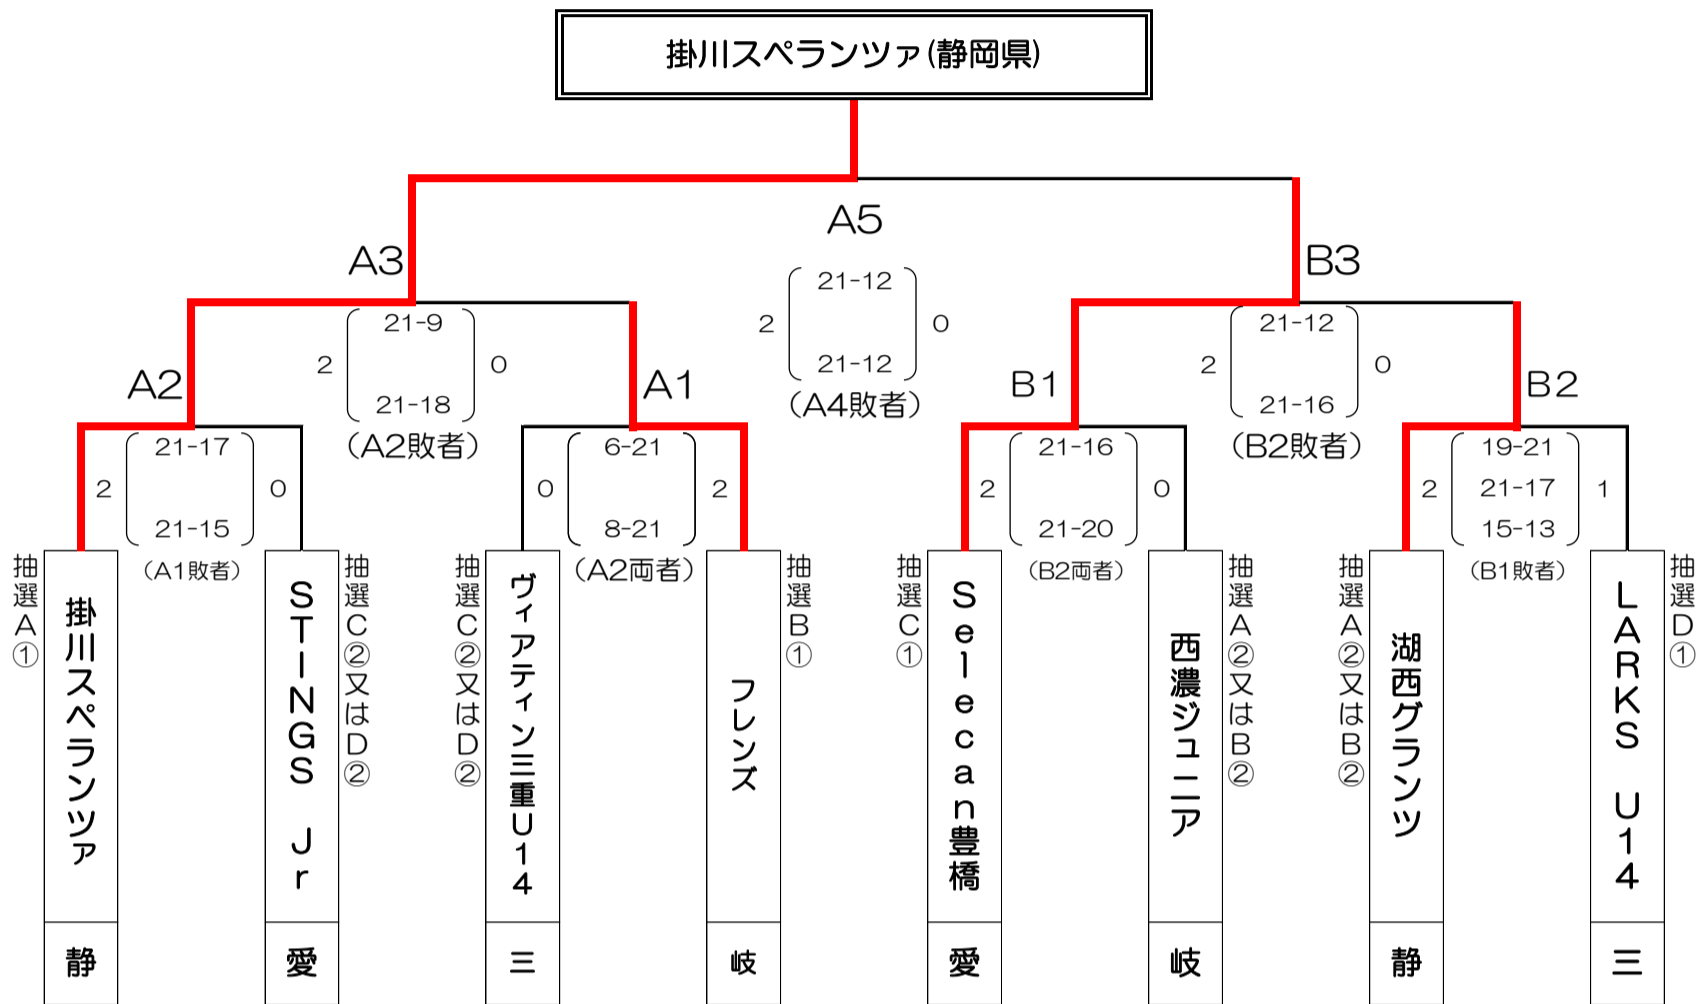 掛川スペランツァ(静岡県)
A5
A3
B3
21-12
2
0
21-12
(A4敗者)
21-9
2
0
21-18
(A2敗者)
21-12
2
0
21-16
(B2敗者)
A2
A1
B1
B2
21-17
2
0
21-15
(A1敗者)
6-21
0
2
8-21
(A2両者)
21-16
2
0
21-20
(B2両者)
19-21
2
21-17
1
15-13
(B1敗者)
抽選A①
掛川スペランツァ
静
STINGS Jr
愛
抽選C②又はD②
抽選C②又はD②
ヴィアティン三重U14
三
フレンズ
岐
抽選B①
抽選C①
Selecan豊橋
愛
西濃ジュニア
岐
抽選A②又はB②
抽選A②又はB②
湖西グランツ
静
LARKS U14
三
抽選D①